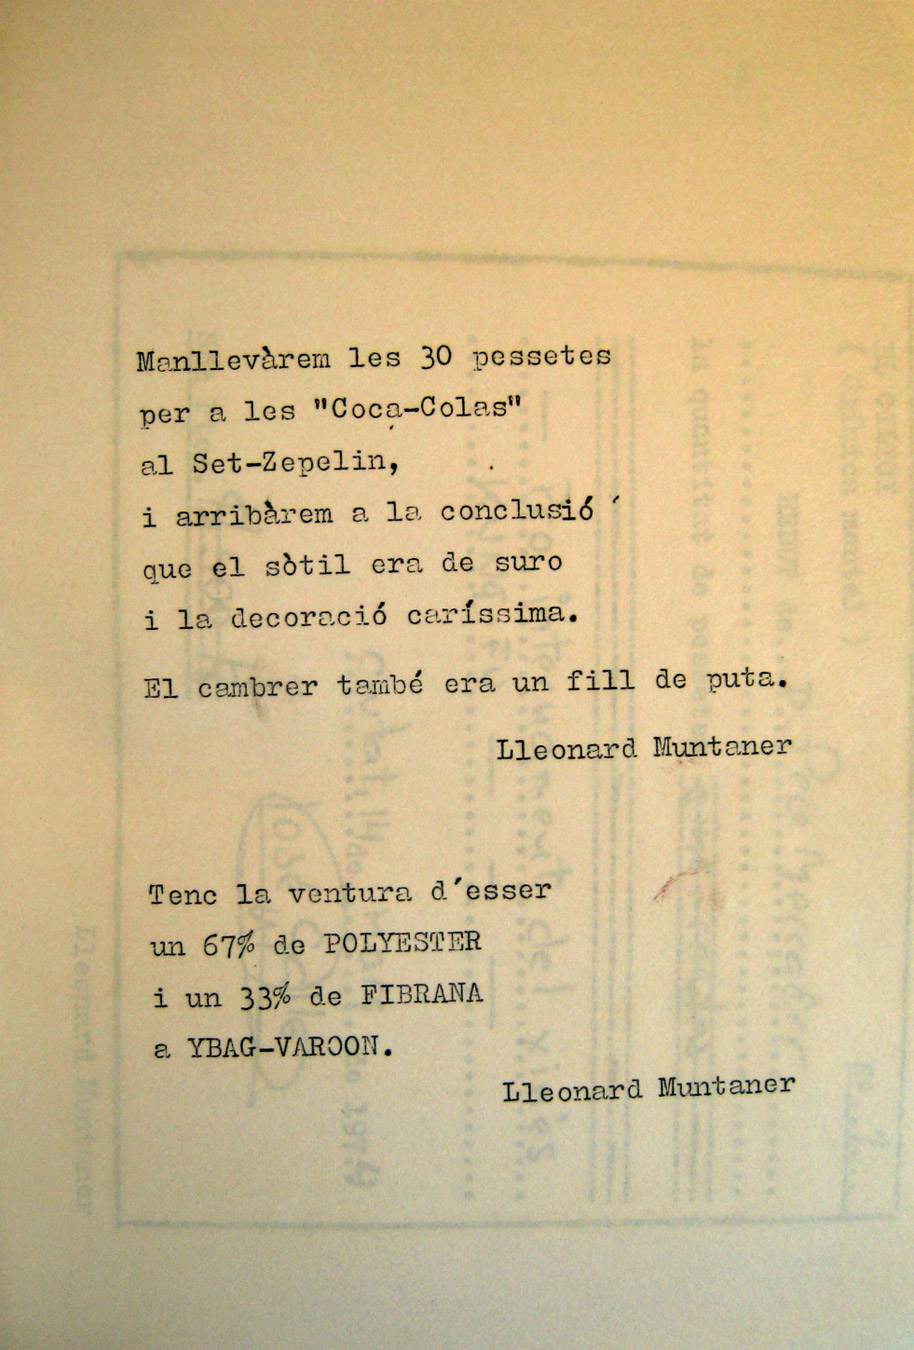 Manllevàrem les 30 pessetes
per a les "Coca-Colas"
al Set-Zepelin,
i arribàrem a la conclusió
que el sòtil era de suro
i la decoració caríssima.
El cambrer també era un fill de puta.
Lleonard Muntaner
Tenc la ventura d'esser
un 67% de POLYESTER
i un 33% de FIBRANA
a YBAG-VAROON.
Lleonard Muntaner